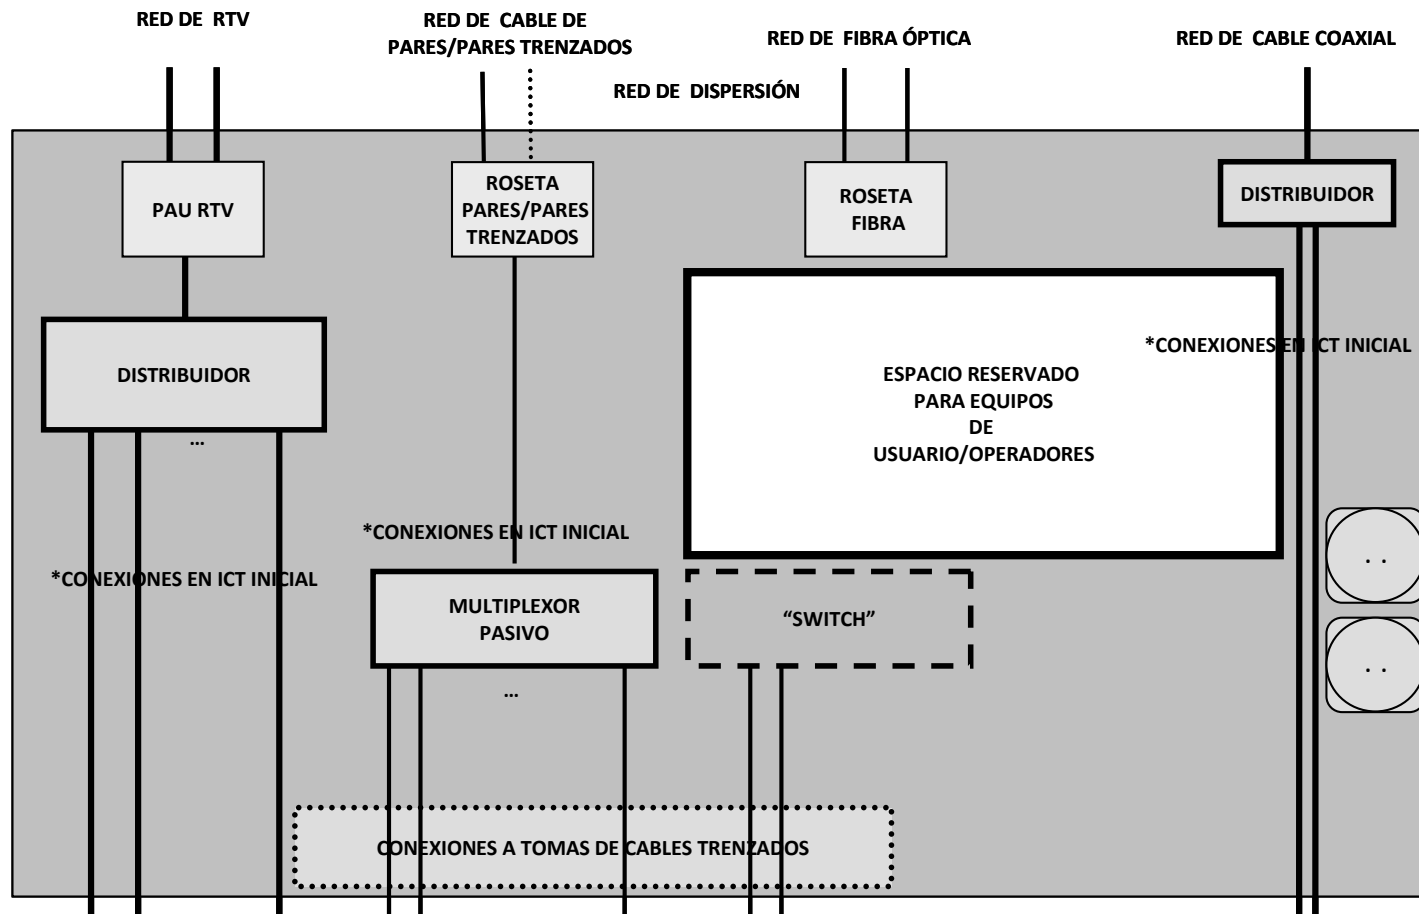 RED DE RTV
RED DE CABLE DE
PARES/PARES TRENZADOS
RED DE FIBRA ÓPTICA
RED DE CABLE COAXIAL
RED DE DISPERSIÓN
PAU RTV
ROSETA
PARES/PARES
TRENZADOS
ROSETA
FIBRA
DISTRIBUIDOR
DISTRIBUIDOR
...
ESPACIO RESERVADO
PARA EQUIPOS
DE
USUARIO/OPERADORES
*CONEXIONES EN ICT INICIAL
*CONEXIONES EN ICT INICIAL
*CONEXIONES EN ICT INICIAL
MULTIPLEXOR
PASIVO
...
“SWITCH”
. .
. .
CONEXIONES A TOMAS DE CABLES TRENZADOS